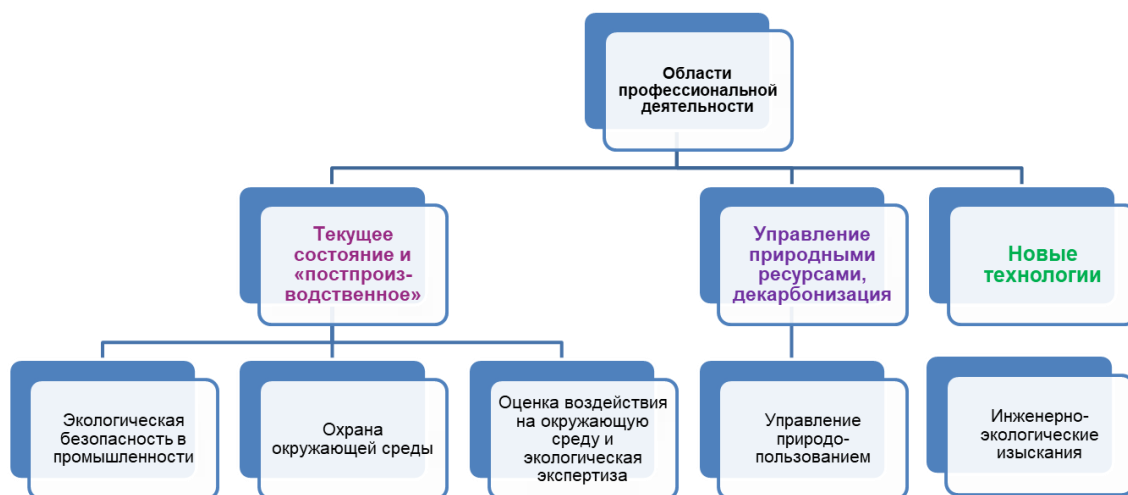 Области
профессиональной
деятельности
Текущее
состояние и
«постпроиз-
водственное»
Управление
природными
ресурсами,
декарбонизация
Новые
технологии
Экологическая
безопасность в
промышленности
Охрана
окружающей среды
Оценка воздействия
на окружающую
среду и
экологическая
экспертиза
Управление
природо-
пользованием
Инженерно-
экологические
изыскания